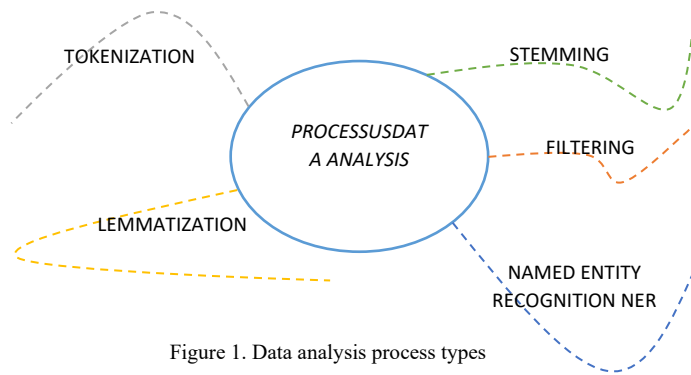 TOKENIZATION
STEMMING
PROCESSUSDAT
A ANALYSIS
FILTERING
LEMMATIZATION
NAMED ENTITY
RECOGNITION NER
Figure 1. Data analysis process types